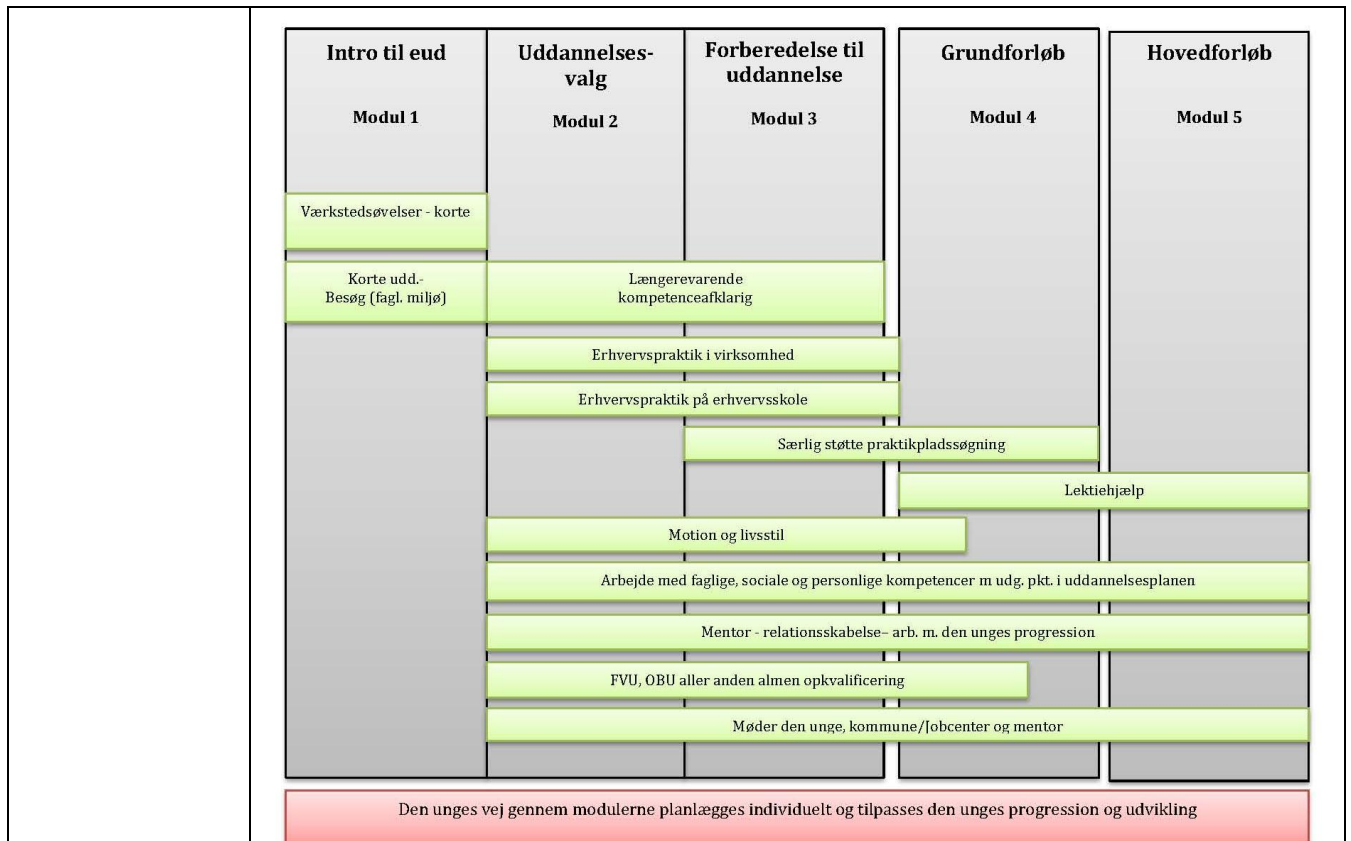 Intro til eud
Modul 1
Uddannelses-
valg
Modul 2
Forberedelse til
uddannelse
Modul 3
Grundforløb
Modul 4
Hovedforløb
Modul 5
Værkstedsøvelser - korte
Korte udd.-
Besøg (fagl. miljø)
Længerevarende
kompetenceafklarig
Erhvervspraktik i virksomhed
Erhvervspraktik på erhvervsskole
Særlig støtte praktikpladssøgning
Lektiehjælp
Motion og livsstil
Arbejde med faglige, sociale og personlige kompetencer m udg. pkt. i uddannelsesplanen
Mentor - relationsskabelse– arb. m. den unges progression
FVU, OBU aller anden almen opkvalificering
Møder den unge, kommune/Jobcenter og mentor
Den unges vej gennem modulerne planlægges individuelt og tilpasses den unges progression og udvikling